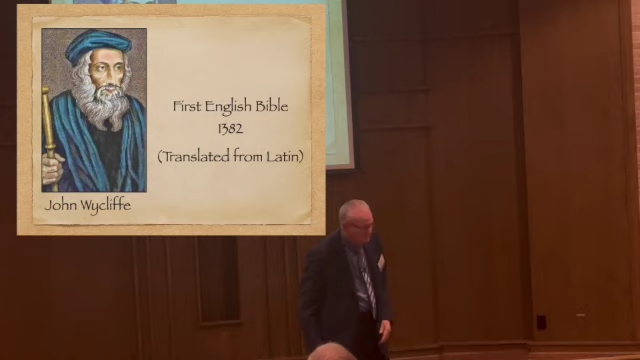 First English Bible
1382
(Translated from Latin)
John Wycliffe